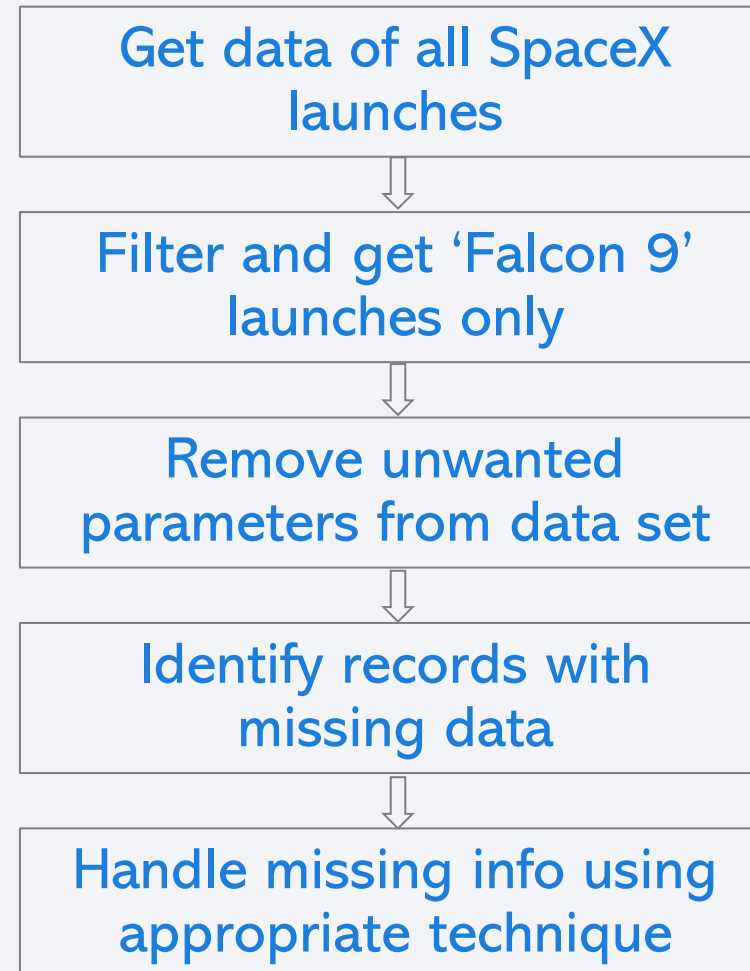 Get data of all SpaceX
launches
Filter and get ‘Falcon 9’
launches only
Remove unwanted
parameters from data set
Identify records with
missing data
Handle missing info using
appropriate technique